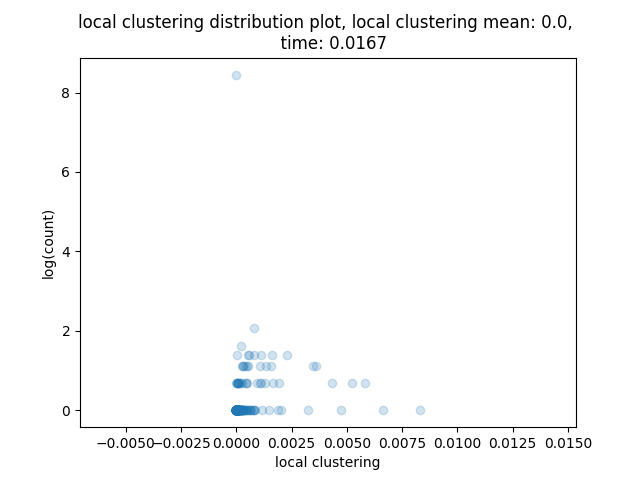 local clustering distribution plot, local clustering mean: 0.0,
time: 0.0167
log(count)
8
6
4
2
0
−0.0050 −0.0025 0.0000 0.0025 0.0050 0.0075 0.0100 0.0125 0.0150
local clustering